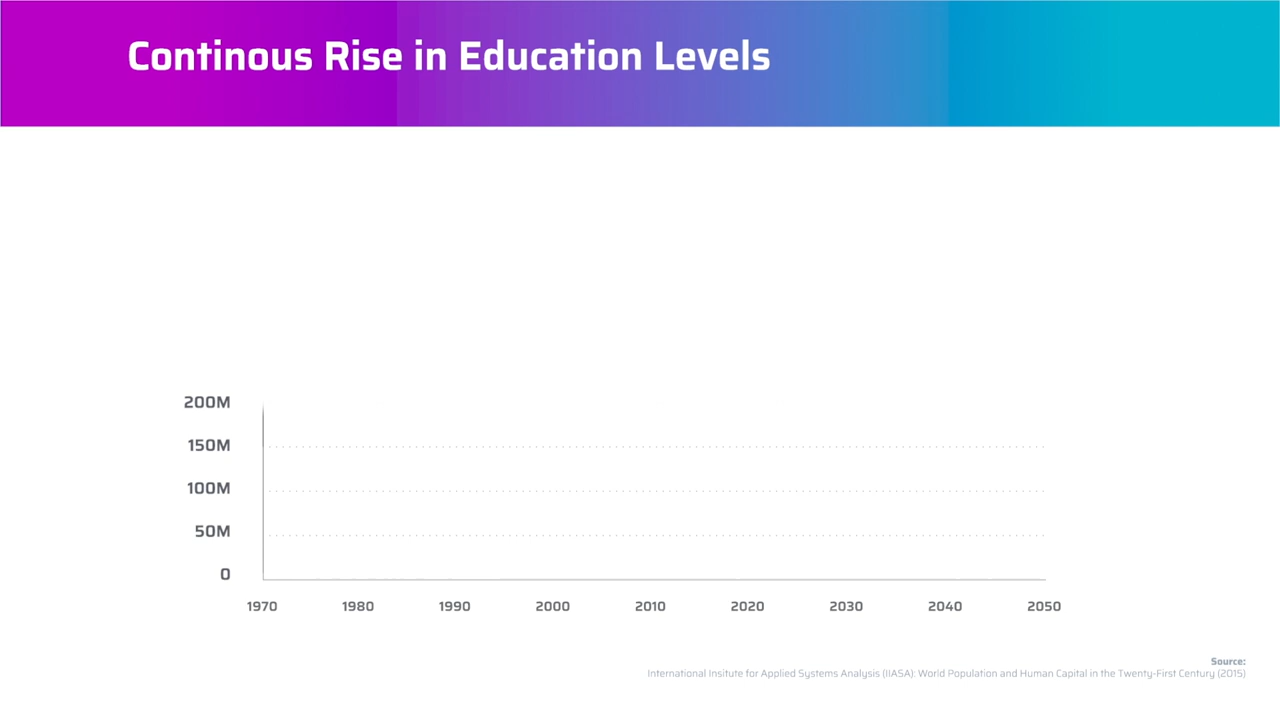 Continous Rise in Education Levels
200M
150M
100M
50M
0
1970 1980 1990 2000 2010 2020 2030 2040 2050
Source:
International Insitute for Applied Systems Analysis (IIASA): World Population and Human Capital in the Twenty-First Century (2015)